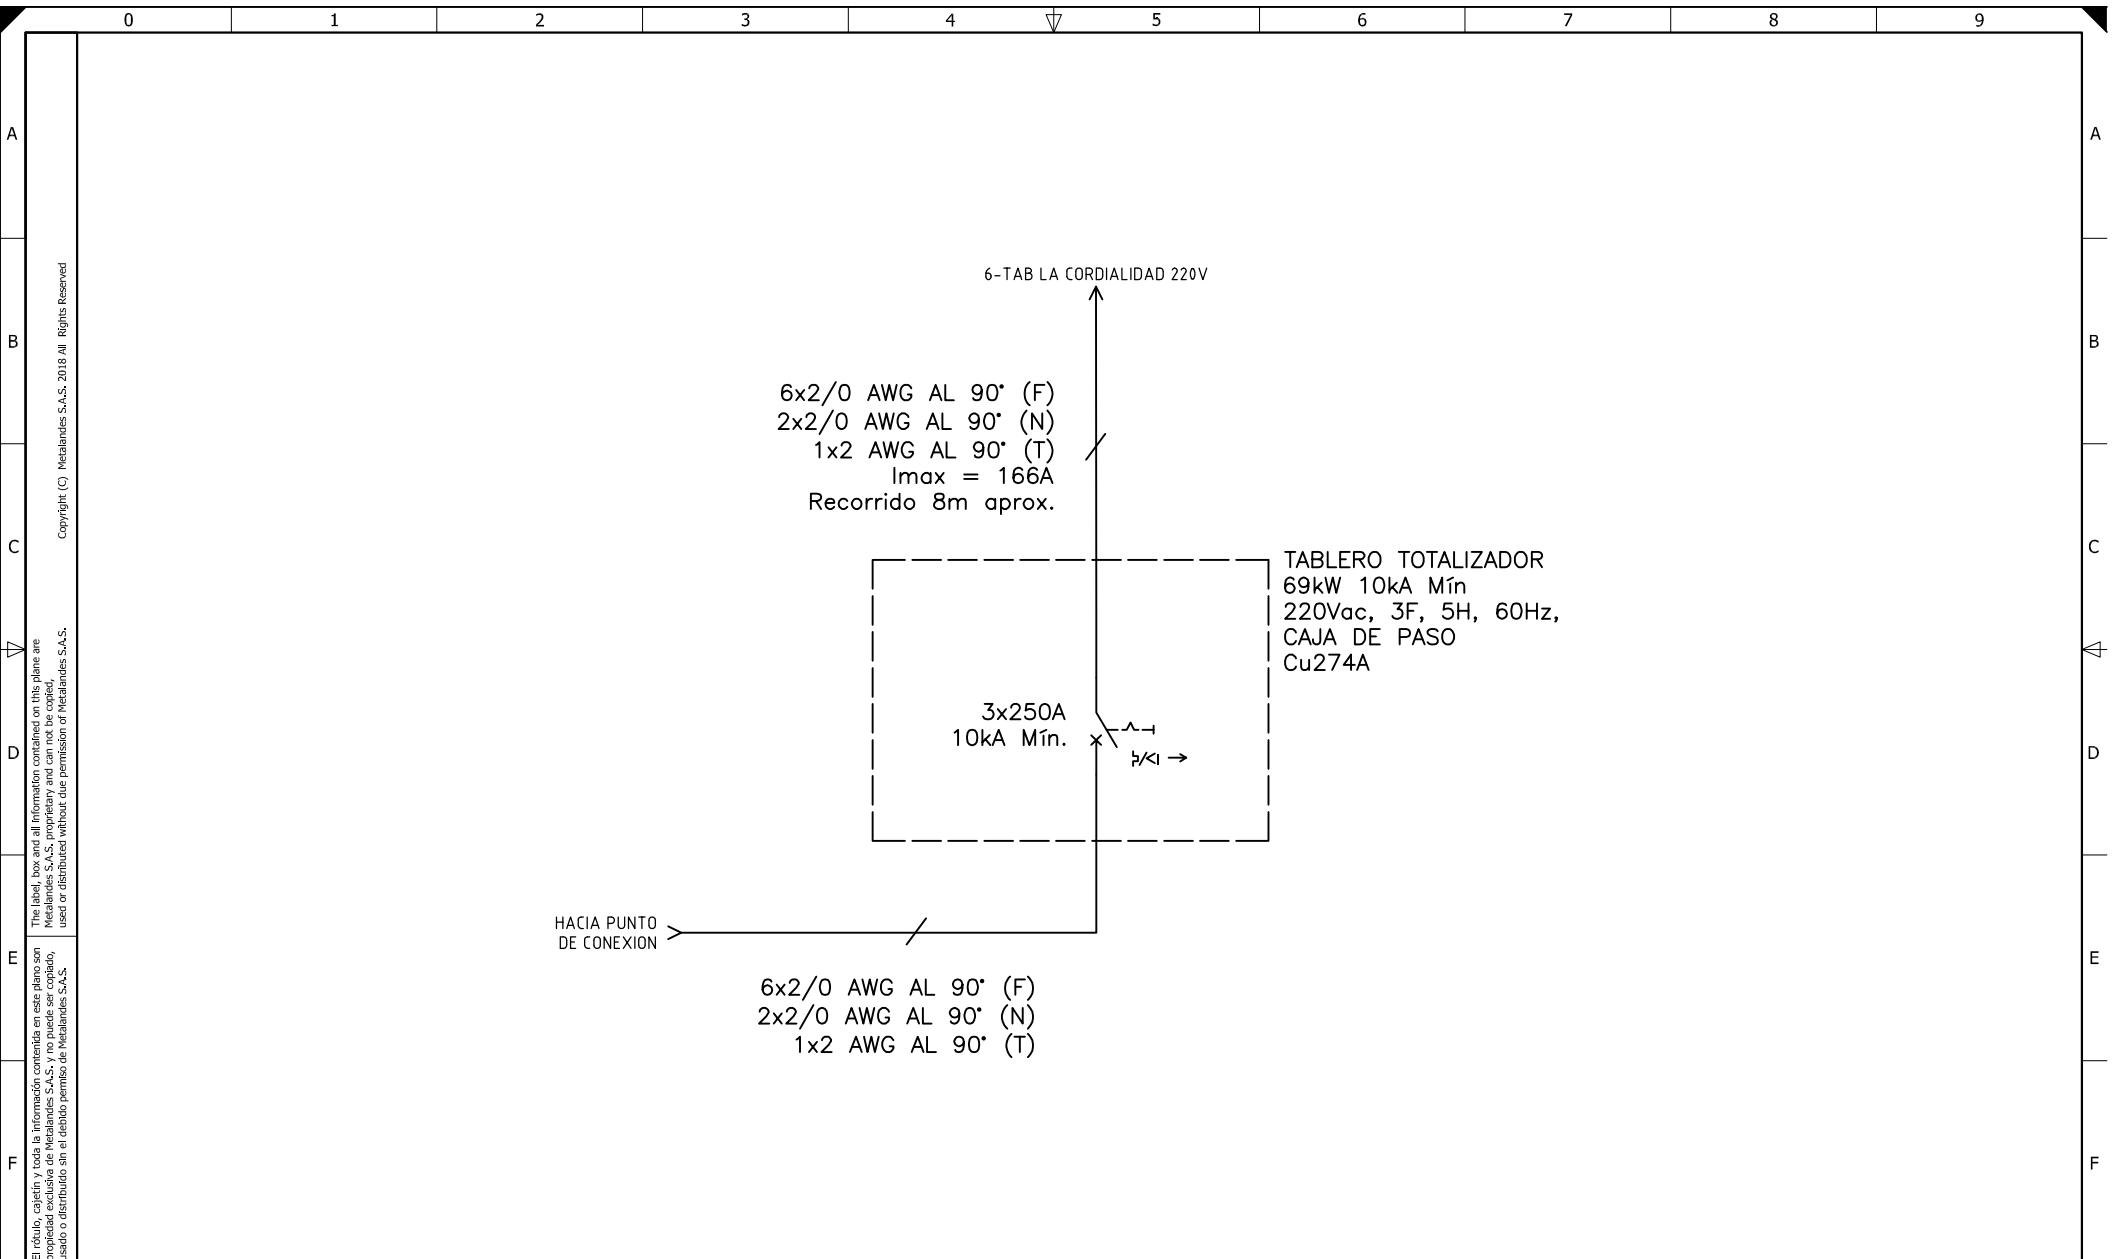 0 1 2 3 4 5 6 7 8 9
A A
B B
C C
D D
E E
F F
Copyright (C) Metalandes S.A.S. 2018 All Rights Reserved
The label, box and all information contained on this plane are
Metalandes S.A.S. proprietary and can not be copied,
used or distributed without due permission of Metalandes S.A.S.
El rótulo, cajetín y toda la información contenida en este plano son
propiedad exclusiva de Metalandes S.A.S. y no puede ser copiado,
usado o distribuido sin el debido permiso de Metalandes S.A.S.
6-TAB LA CORDIALIDAD 220V
6x2/0 AWG AL 90° (F)
2x2/0 AWG AL 90° (N)
1x2 AWG AL 90° (T)
Imax = 166A
Recorrido 8m aprox.
TABLERO TOTALIZADOR
69kW 10kA Mín
220Vac, 3F, 5H, 60Hz,
CAJA DE PASO
Cu274A
3x250A
10kA Mín.
HACIA PUNTO
DE CONEXION
6x2/0 AWG AL 90° (F)
2x2/0 AWG AL 90° (N)
1x2 AWG AL 90° (T)